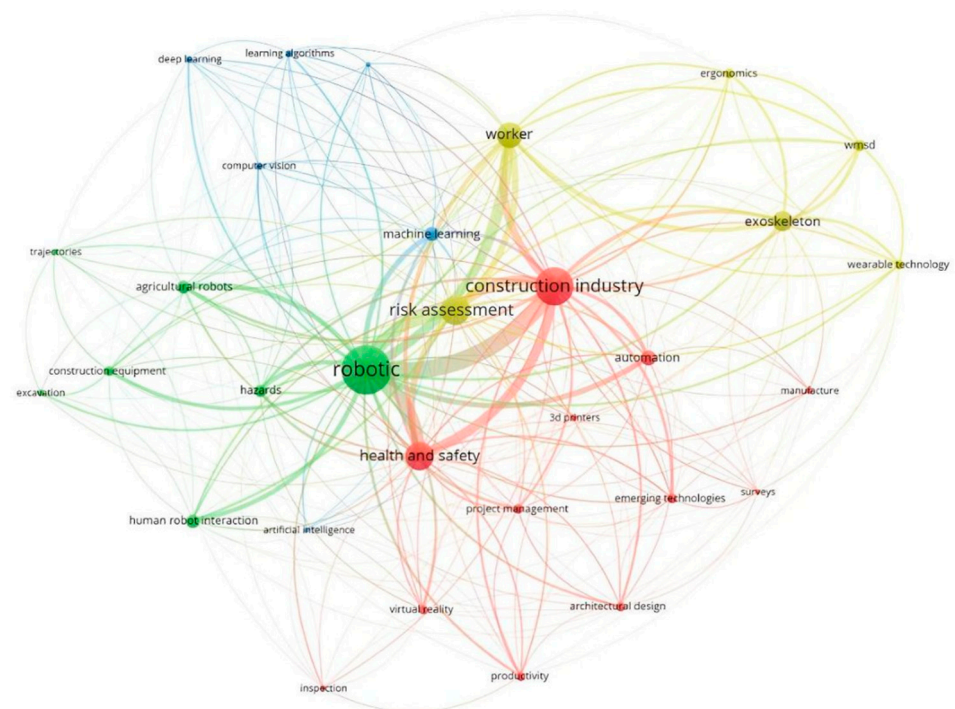 deep learning
learning algorithms
ergonomics
worker
wmsd
computer vision
exoskeleton
machine learning
trajectories
wearable technology
agricultural robots
construction industry
risk assessment
automation
robotic
construction equipment
hazards
excavation
manufacture
3d printers
health and safety
emerging technologies
surveys
project management
human robot interaction
artificial intelligence
virtual reality
architectural design
productivity
inspection